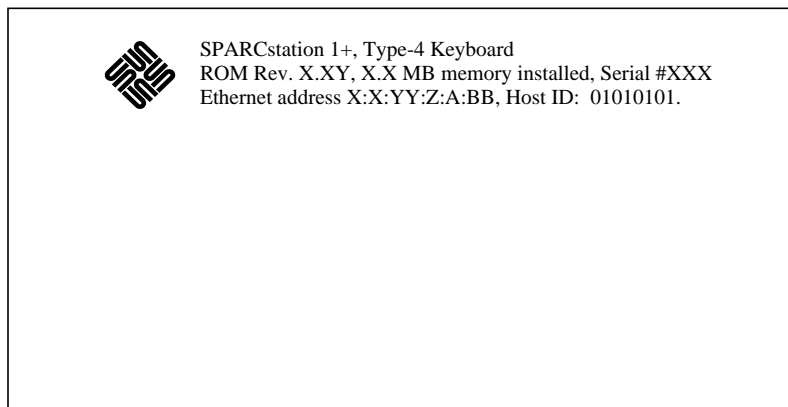 SPARCstation 1+, Type-4 Keyboard
ROM Rev. X.XY, X.X MB memory installed, Serial #XXX
Ethernet address X:X:YY:Z:A:BB, Host ID: 01010101.